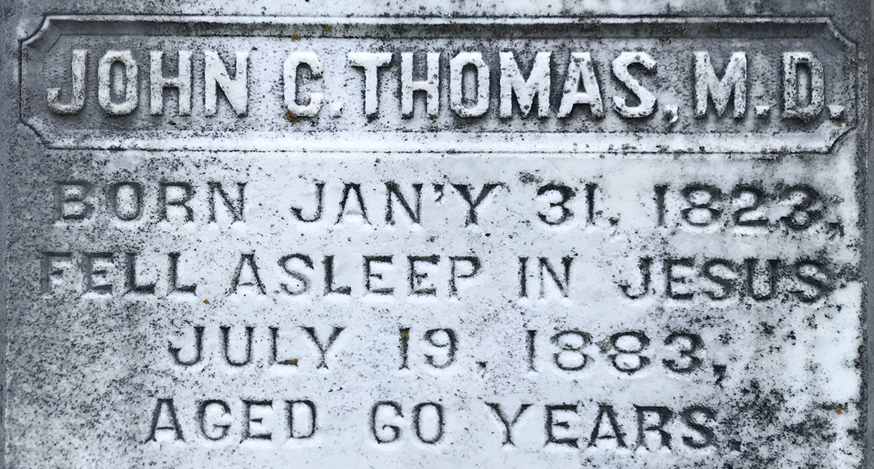 JOHN C. THOMAS, M.D.
BORN JAN'Y 31, 1823,
FELL ASLEEP IN JESUS
JULY 19, 1883,
AGED 60 YEARS.